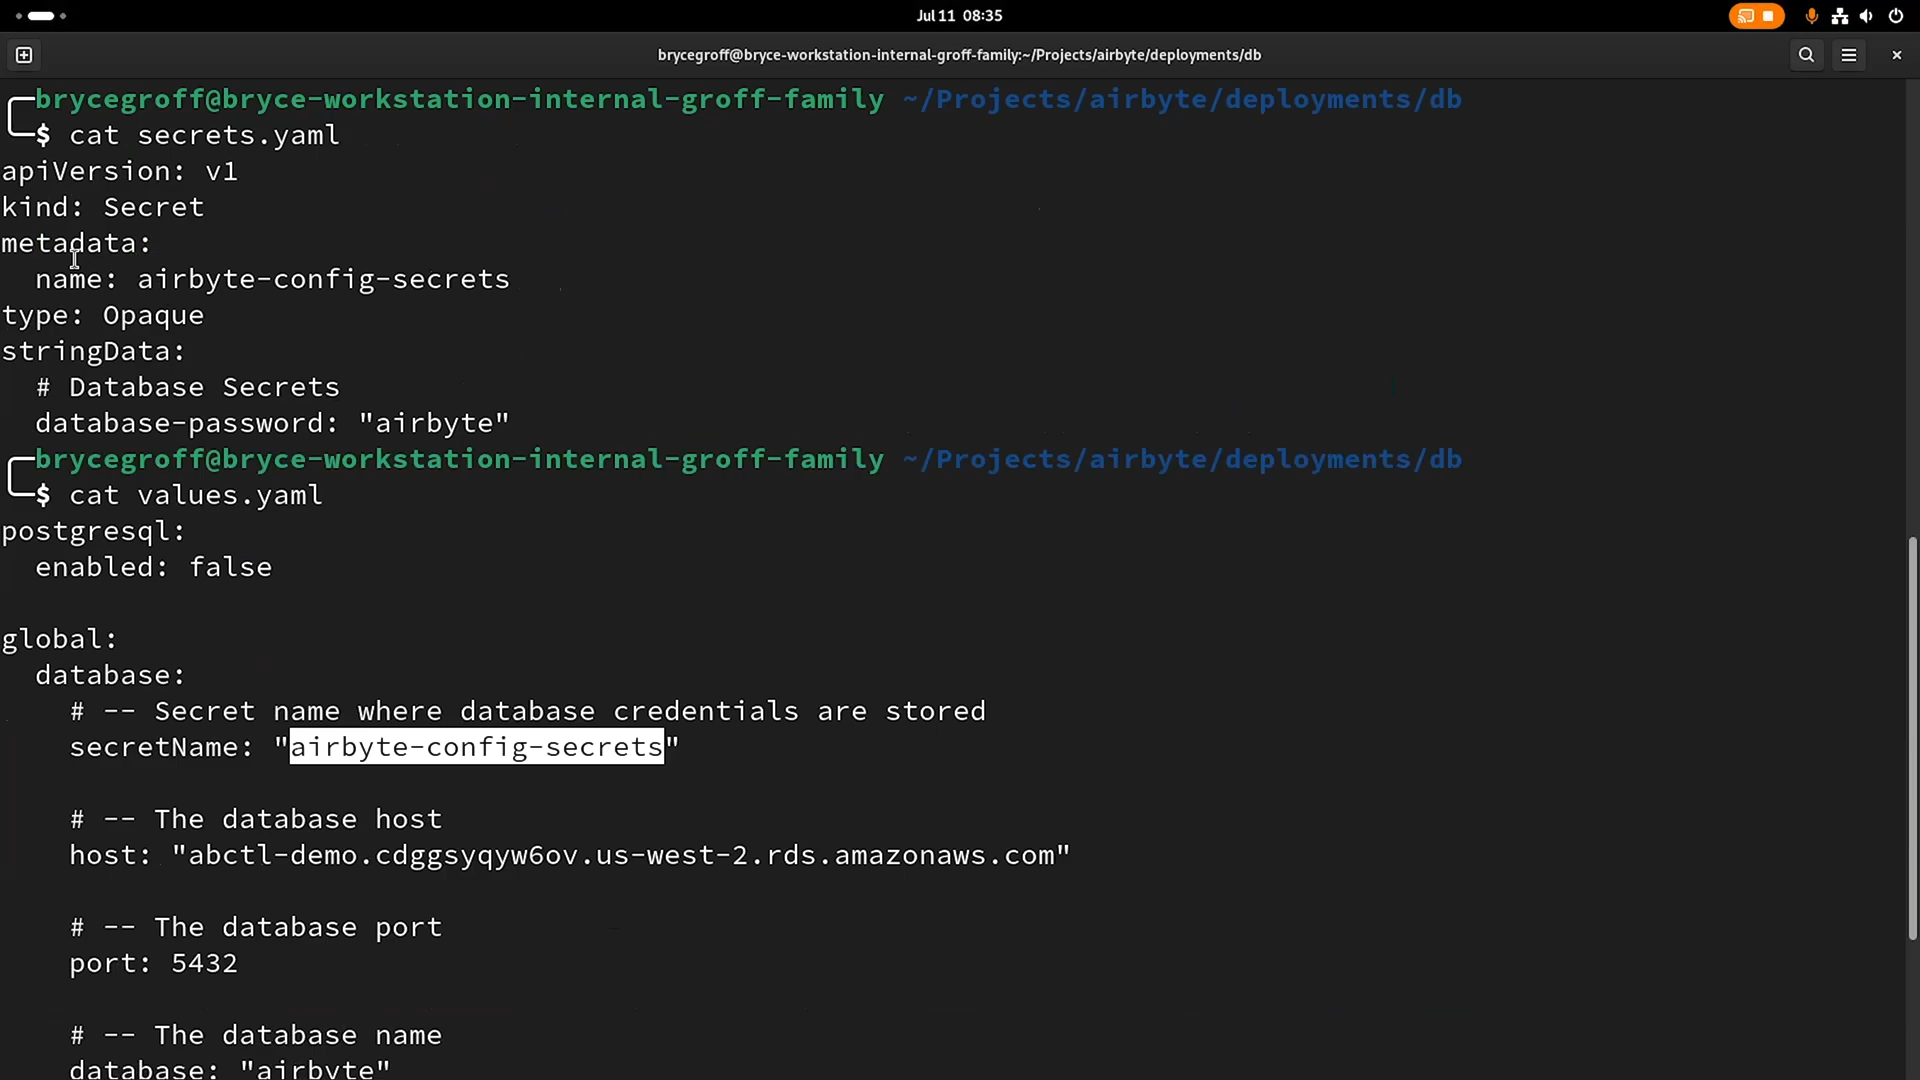 Jul 11 08:35
brycegroff@bryce-workstation-internal-groff-family:~/Projects/airbyte/deployments/db
brycegroff@bryce-workstation-internal-groff-family ~/Projects/airbyte/deployments/db
$ cat secrets.yaml
apiVersion: v1
kind: Secret
metadata:
  name: airbyte-config-secrets
type: Opaque
stringData:
  # Database Secrets
  database-password: "airbyte"
brycegroff@bryce-workstation-internal-groff-family ~/Projects/airbyte/deployments/db
$ cat values.yaml
postgresql:
  enabled: false
global:
  database:
    # -- Secret name where database credentials are stored
    secretName: "airbyte-config-secrets"
    # -- The database host
    host: "abctl-demo.cdggsyqyw6ov.us-west-2.rds.amazonaws.com"
    # -- The database port
    port: 5432
    # -- The database name
    database: "airbyte"